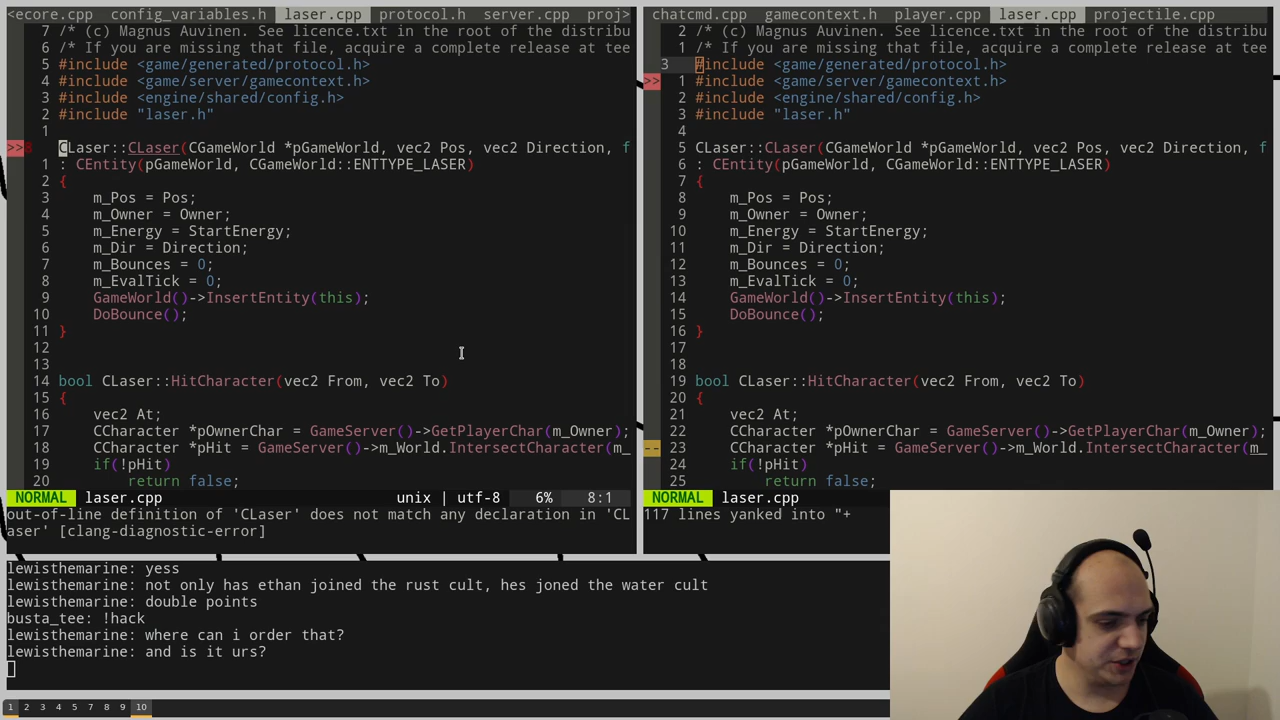 <ecore.cpp config_variables.h laser.cpp protocol.h server.cpp proj>
7 /* (c) Magnus Auvinen. See licence.txt in the root of the distribu
6 /* If you are missing that file, acquire a complete release at tee
5 #include <game/generated/protocol.h>
4 #include <game/server/gamecontext.h>
3 #include <engine/shared/config.h>
2 #include "laser.h"
1
>>8 CLaser::CLaser(CGameWorld *pGameWorld, vec2 Pos, vec2 Direction, f
1 : CEntity(pGameWorld, CGameWorld::ENTTYPE_LASER)
2 {
3 m_Pos = Pos;
4 m_Owner = Owner;
5 m_Energy = StartEnergy;
6 m_Dir = Direction;
7 m_Bounces = 0;
8 m_EvalTick = 0;
9 GameWorld()->InsertEntity(this);
10 DoBounce();
11 }
12
13
14 bool CLaser::HitCharacter(vec2 From, vec2 To)
15 {
16 vec2 At;
17 CCharacter *pOwnerChar = GameServer()->GetPlayerChar(m_Owner);
18 CCharacter *pHit = GameServer()->m_World.IntersectCharacter(m_
19 if(!pHit)
20 return false;
NORMAL laser.cpp unix | utf-8 6% 8:1
out-of-line definition of 'CLaser' does not match any declaration in 'CL
aser' [clang-diagnostic-error]
chatcmd.cpp gamecontext.h player.cpp laser.cpp projectile.cpp
2 /* (c) Magnus Auvinen. See licence.txt in the root of the distribu
1 /* If you are missing that file, acquire a complete release at tee
3 #include <game/generated/protocol.h>
>> 1 #include <game/server/gamecontext.h>
2 #include <engine/shared/config.h>
3 #include "laser.h"
4
5 CLaser::CLaser(CGameWorld *pGameWorld, vec2 Pos, vec2 Direction, f
6 : CEntity(pGameWorld, CGameWorld::ENTTYPE_LASER)
7 {
8 m_Pos = Pos;
9 m_Owner = Owner;
10 m_Energy = StartEnergy;
11 m_Dir = Direction;
12 m_Bounces = 0;
13 m_EvalTick = 0;
14 GameWorld()->InsertEntity(this);
15 DoBounce();
16 }
17
18
19 bool CLaser::HitCharacter(vec2 From, vec2 To)
20 {
21 vec2 At;
22 CCharacter *pOwnerChar = GameServer()->GetPlayerChar(m_Owner);
-- 23 CCharacter *pHit = GameServer()->m_World.IntersectCharacter(m_
24 if(!pHit)
25 return false;
NORMAL laser.cpp
117 lines yanked into "+
lewisthemarine: yess
lewisthemarine: not only has ethan joined the rust cult, hes joned the water cult
lewisthemarine: double points
busta_tee: !hack
lewisthemarine: where can i order that?
lewisthemarine: and is it urs?
1 2 3 4 5 6 7 8 9 10